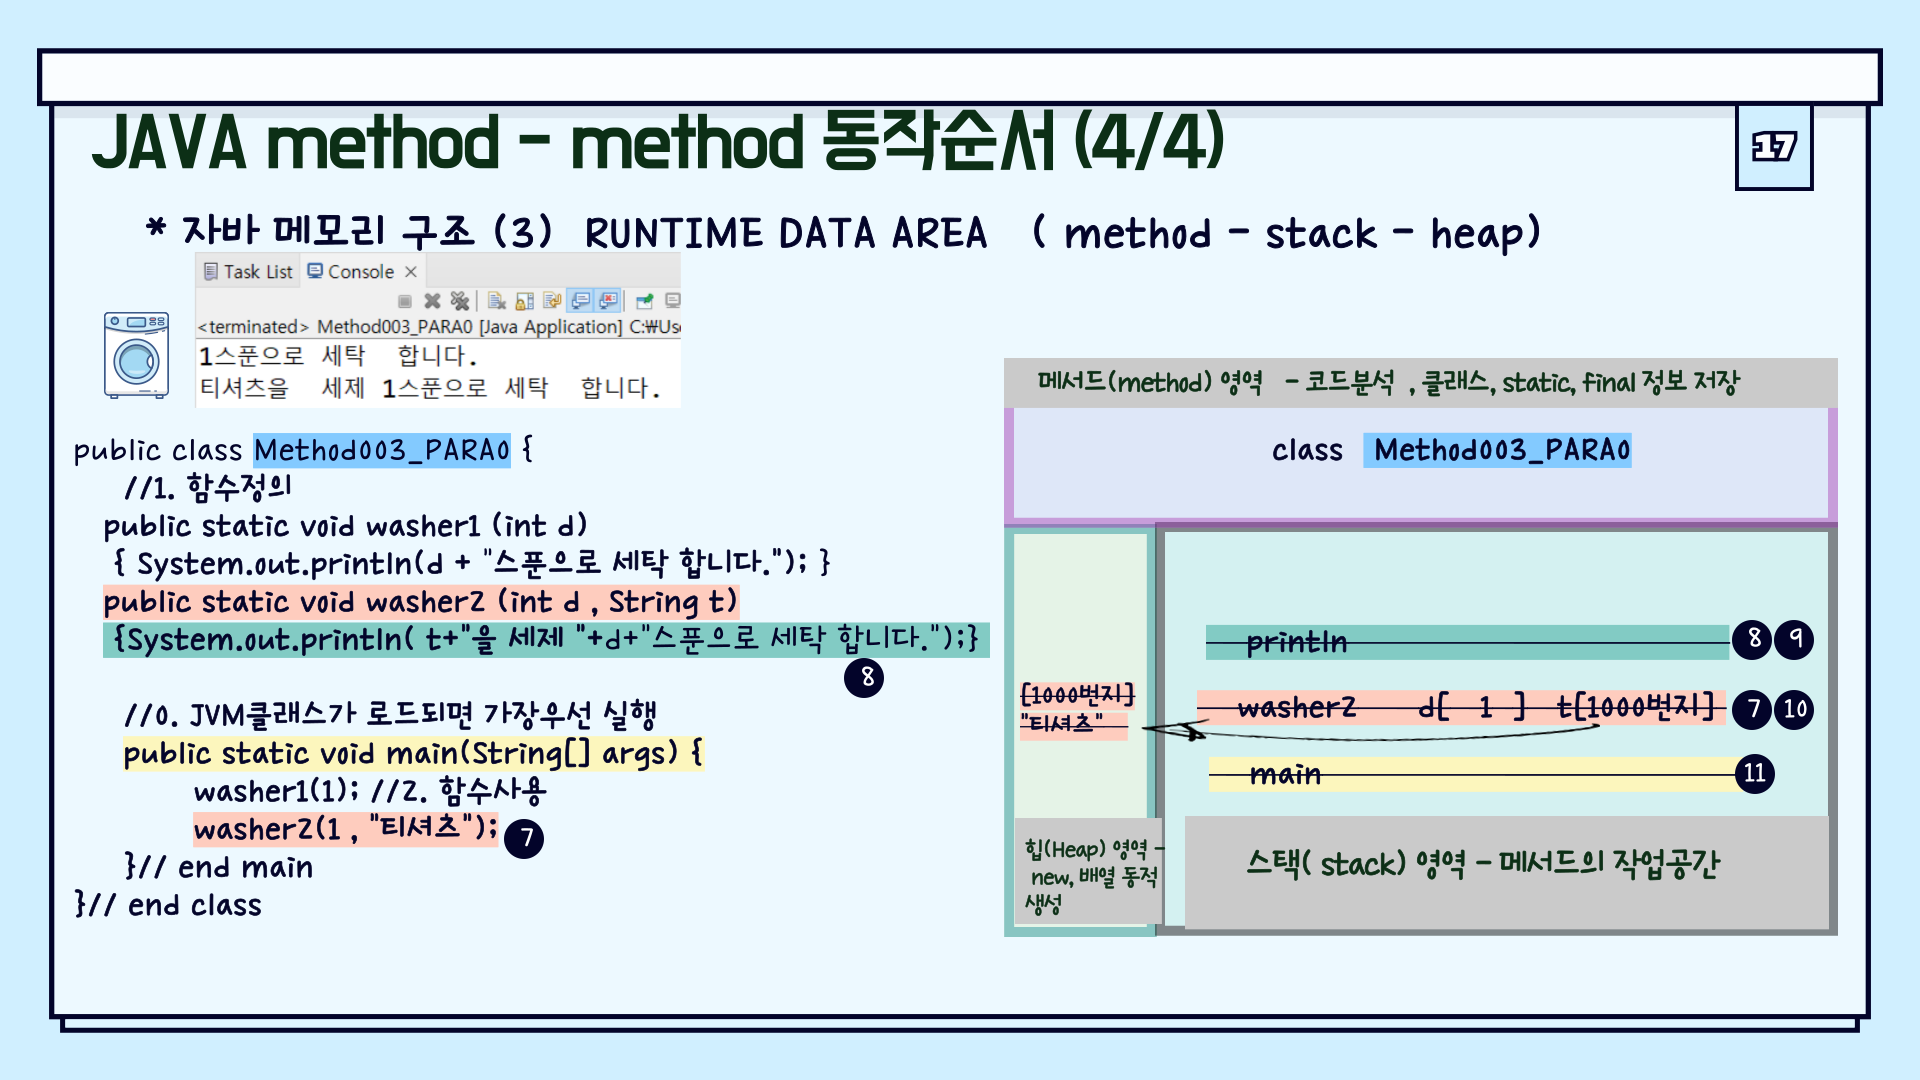 JAVA method - method 동작순서 (4/4)
17
* 자바 메모리 구조 (3) RUNTIME DATA AREA ( method - stack - heap)
Task List Console
<terminated> Method003_PARA0 [Java Application] C:₩Use
1스푼으로 세탁 합니다.
티셔츠을 세제 1스푼으로 세탁 합니다.
public class Method003_PARA0 {
//1. 함수정의
public static void washer1 (int d)
{ System.out.println(d + "스푼으로 세탁 합니다."); }
public static void washer2 (int d , String t)
{System.out.println( t+"을 세제 "+d+"스푼으로 세탁 합니다.");}
8
//0. JVM클래스가 로드되면 가장우선 실행
public static void main(String[] args) {
washer1(1); //2. 함수사용
washer2(1 , "티셔츠");
7
}// end main
}// end class
메서드(method) 영역 - 코드분석 , 클래스, static, final 정보 저장
class Method003_PARA0
println 8 9
[1000번지]
"티셔츠"
washer2 d[ 1 ] t[1000번지] 7 10
main 11
힙(Heap) 영역 -
new, 배열 동적
생성
스택( stack) 영역 - 메서드의 작업공간